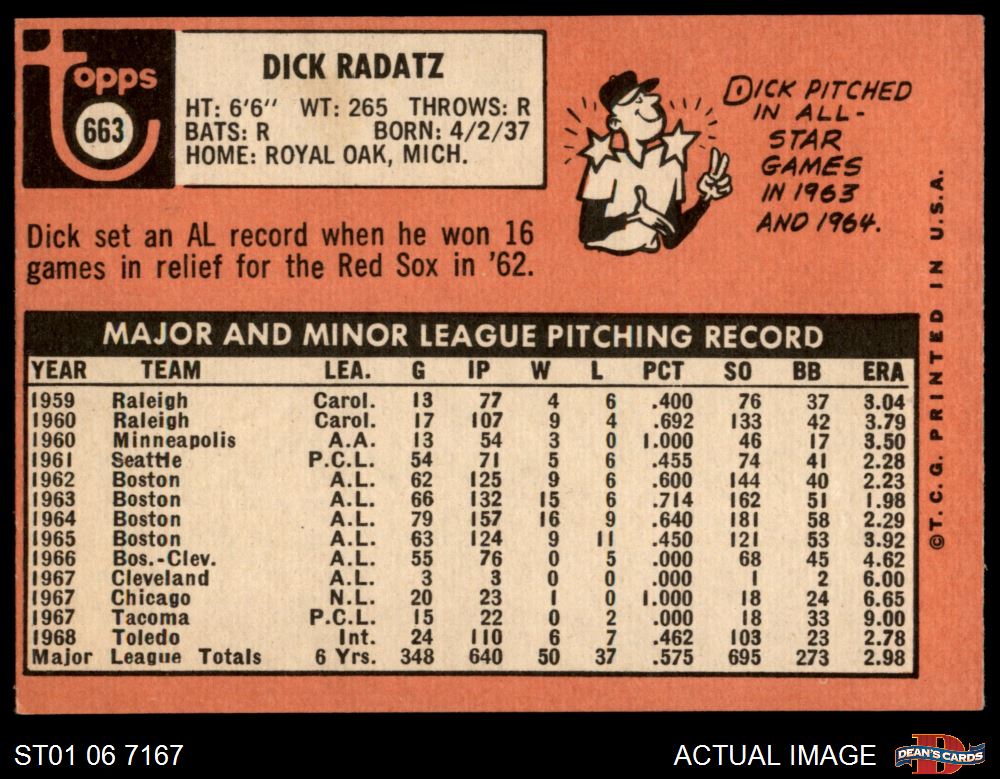 topps
663
DICK RADATZ
HT: 6'6" WT: 265 THROWS: R
BATS: R BORN: 4/2/37
HOME: ROYAL OAK, MICH.
DICK PITCHED
IN ALL-
STAR
GAMES
IN 1963
AND 1964.
Dick set an AL record when he won 16
games in relief for the Red Sox in '62.
MAJOR AND MINOR LEAGUE PITCHING RECORD
YEAR TEAM LEA. G IP W L PCT SO BB ERA
1959 Raleigh Carol. 13 77 4 6 .400 76 37 3.04
1960 Raleigh Carol. 17 107 9 4 .692 133 42 3.79
1960 Minneapolis A.A. 13 54 3 0 1.000 46 17 3.50
1961 Seattle P.C.L. 54 71 5 6 .455 74 41 2.28
1962 Boston A.L. 62 125 9 6 .600 144 40 2.23
1963 Boston A.L. 66 132 15 6 .714 162 51 1.98
1964 Boston A.L. 79 157 16 9 .640 181 58 2.29
1965 Boston A.L. 63 124 9 11 .450 121 53 3.92
1966 Bos.-Clev. A.L. 55 76 0 5 .000 68 45 4.62
1967 Cleveland A.L. 3 3 0 0 .000 1 2 6.00
1967 Chicago N.L. 20 23 1 0 1.000 18 24 6.65
1967 Tacoma P.C.L. 15 22 0 2 .000 18 33 9.00
1968 Toledo Int. 24 110 6 7 .462 103 23 2.78
Major League Totals 6 Yrs. 348 640 50 37 .575 695 273 2.98
©T. C. G. PRINTED IN U.S.A.
ST01 06 7167
ACTUAL IMAGE
DEAN'S CARDS